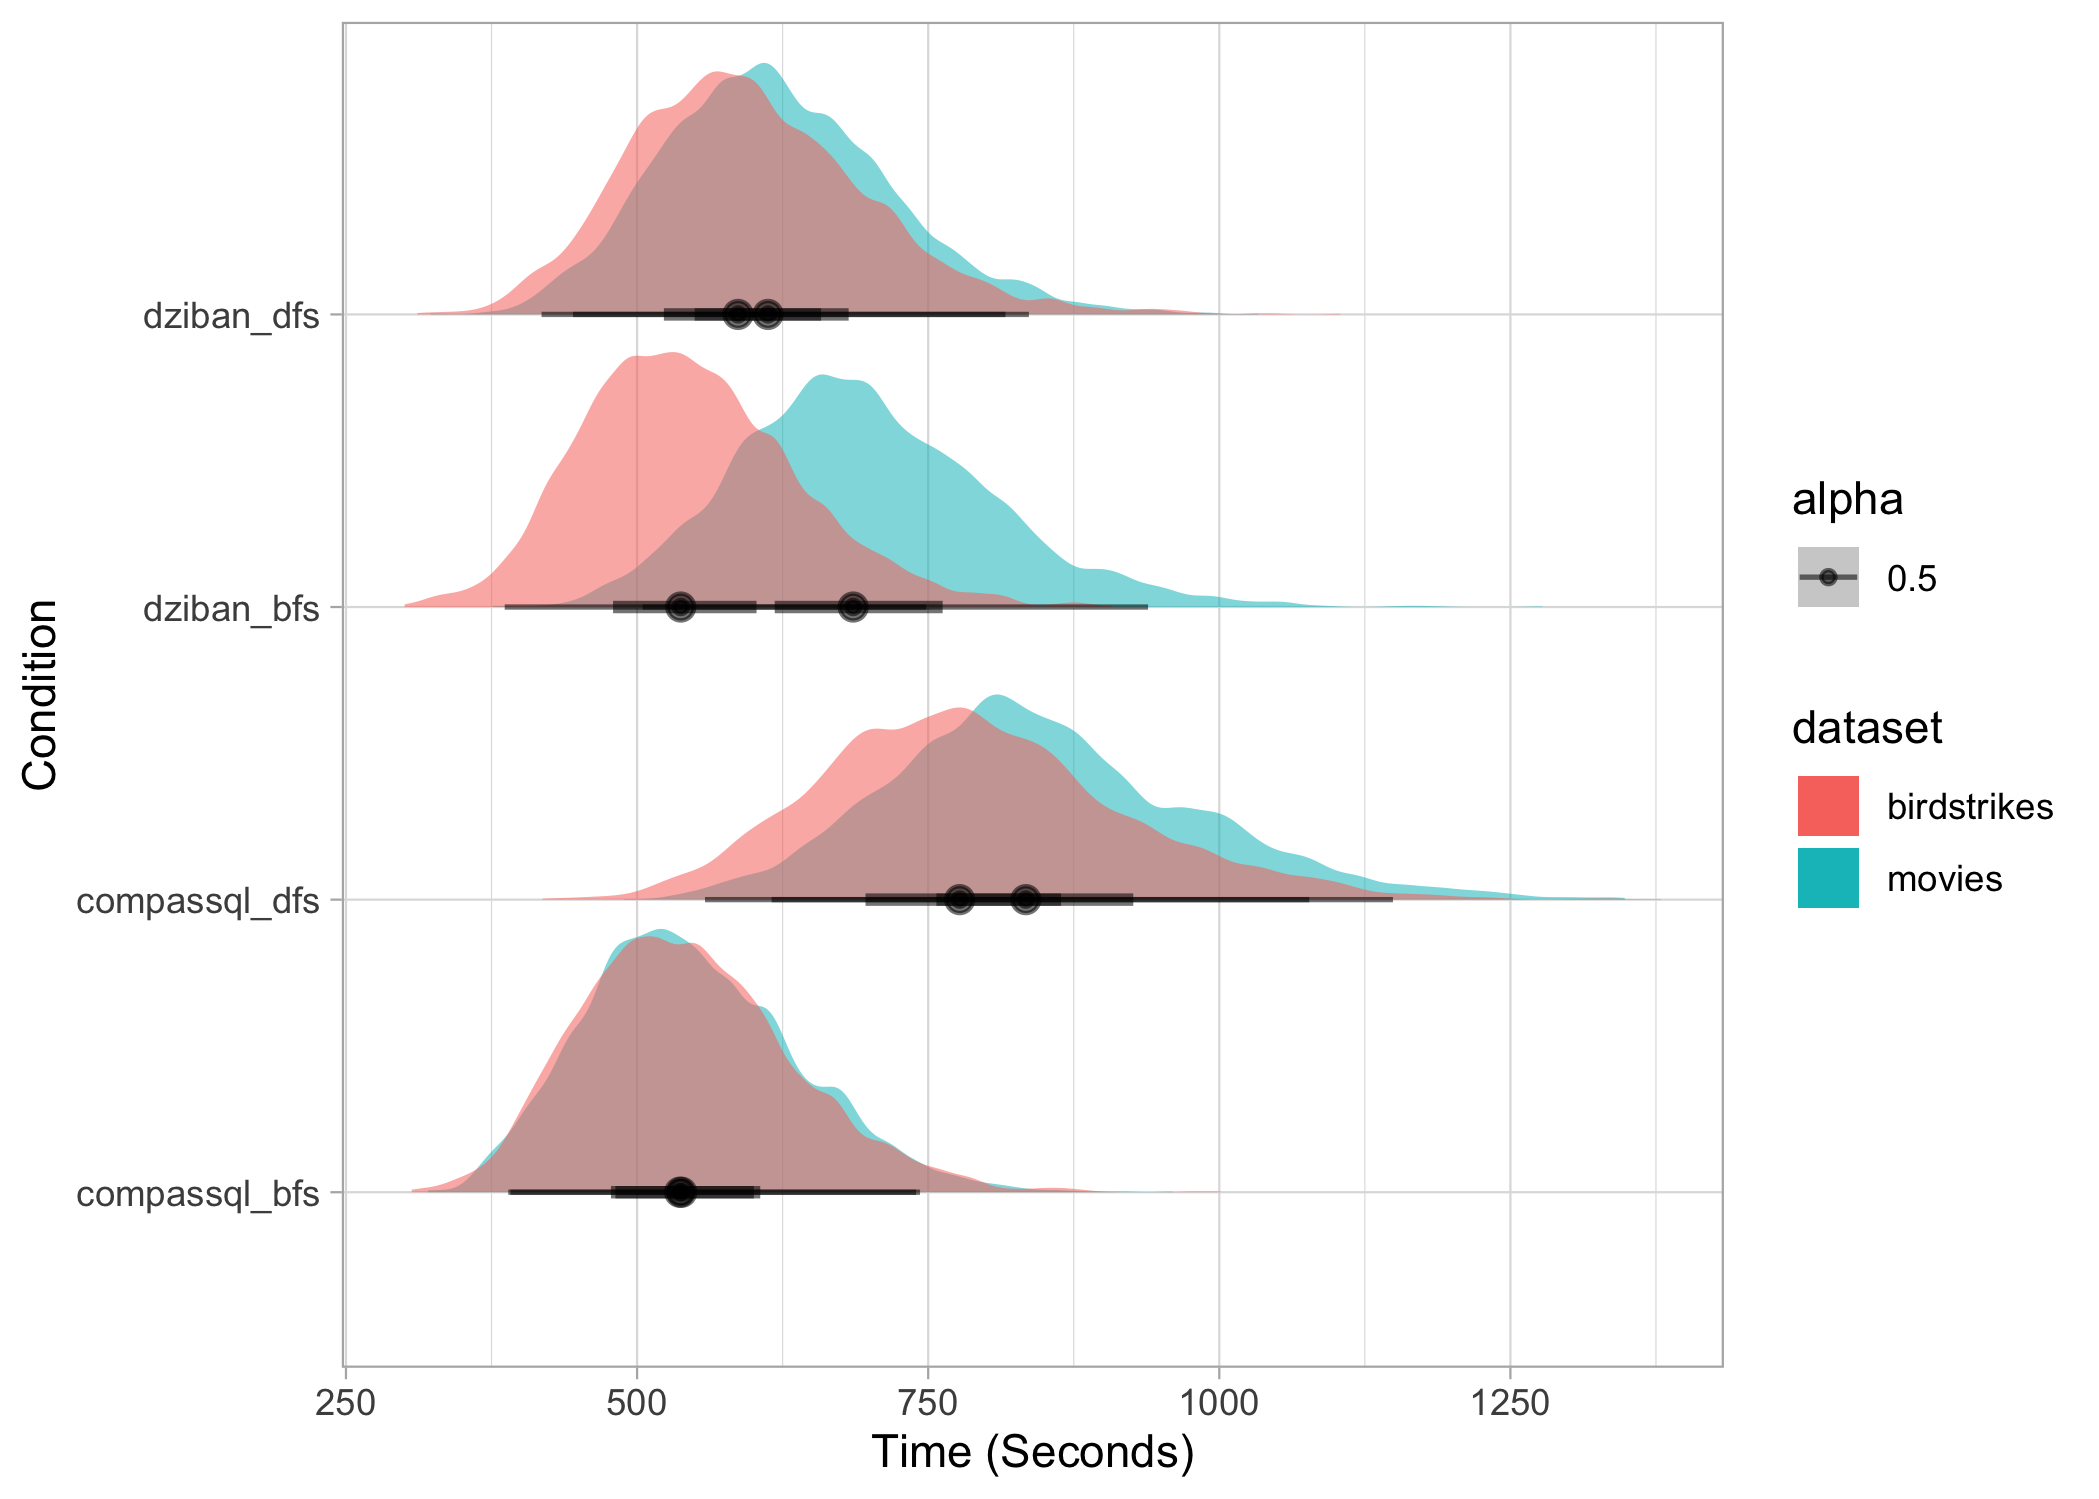 dziban_dfs
dziban_bfs
compassql_dfs
compassql_bfs
Condition
250 500 750 1000 1250
Time (Seconds)
alpha
0.5
dataset
birdstrikes
movies